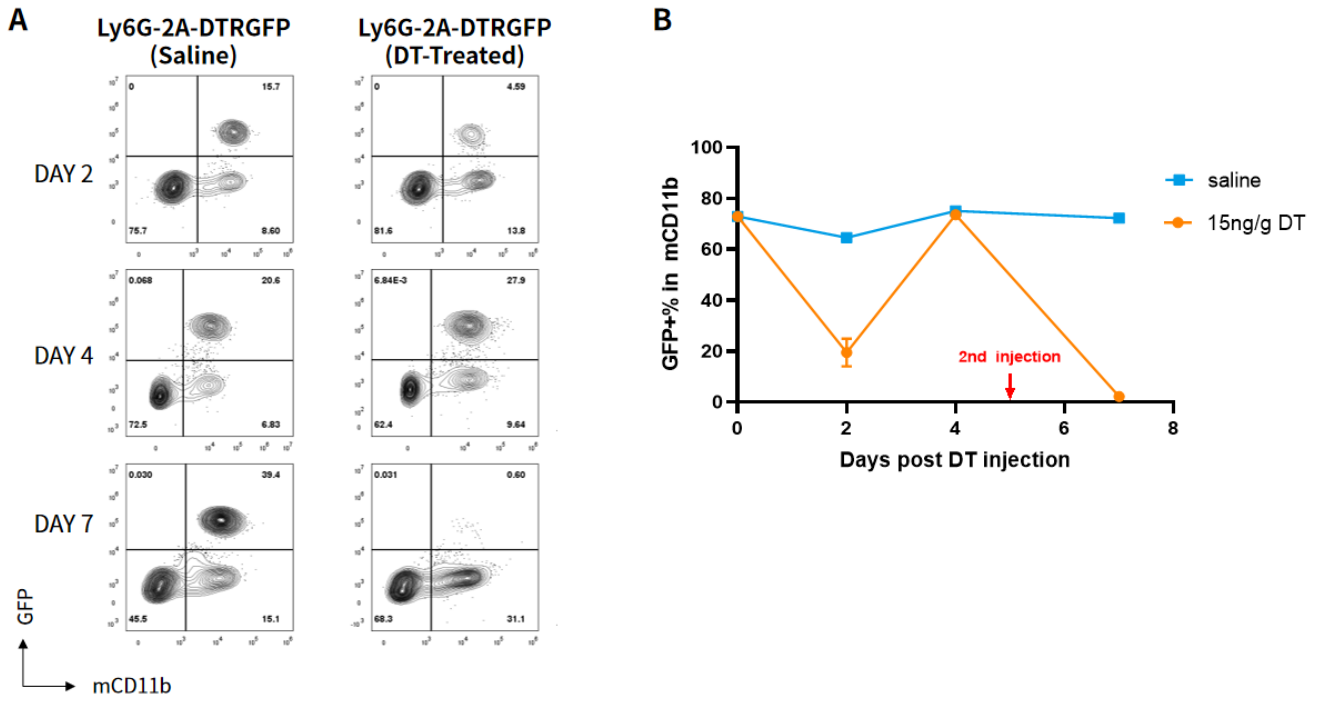 A
B
Ly6G-2A-DTRGFP
(Saline)
Ly6G-2A-DTRGFP
(DT-Treated)
DAY 2
0 15.7
75.7 8.60
0 4.59
81.6 13.8
DAY 4
0.068 20.6
72.5 6.83
6.84E-3 27.9
62.4 9.64
DAY 7
0.030 39.4
45.5 15.1
0.031 0.60
68.3 31.1
GFP
mCD11b
GFP+% in mCD11b
100
80
60
40
20
0
0 2 4 6 8
Days post DT injection
2nd injection
saline
15ng/g DT